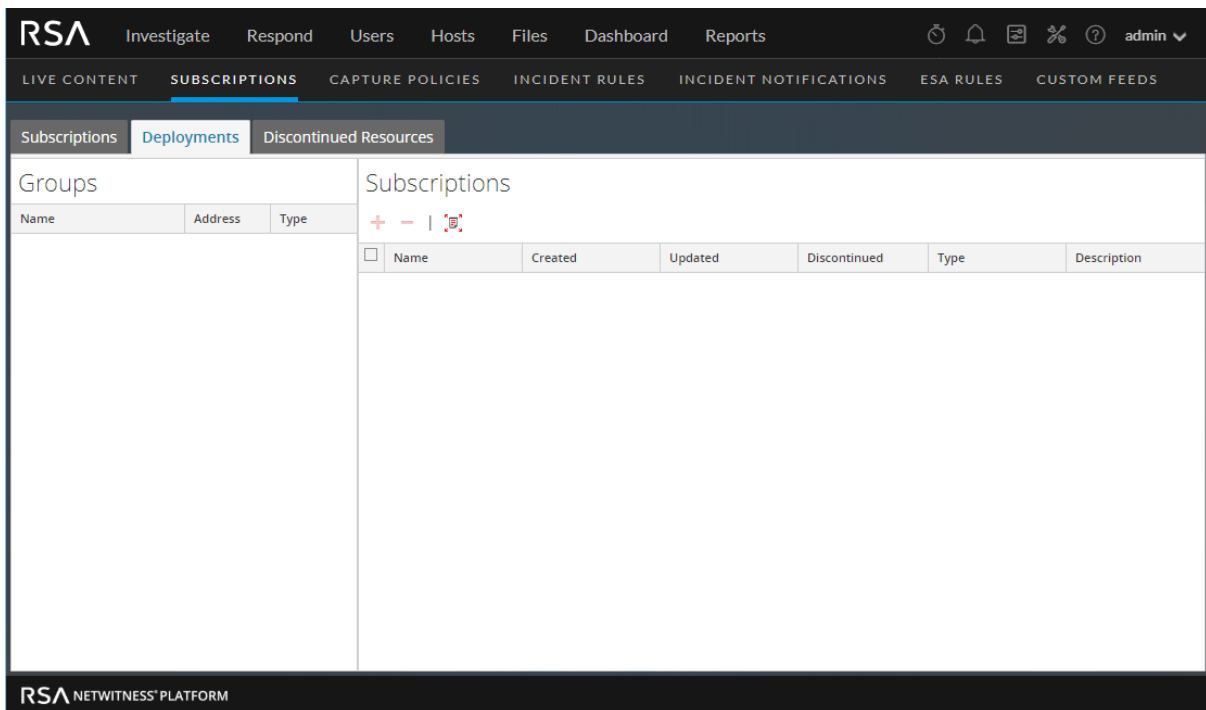 RSA Investigate Respond Users Hosts Files Dashboard Reports admin
LIVE CONTENT SUBSCRIPTIONS CAPTURE POLICIES INCIDENT RULES INCIDENT NOTIFICATIONS ESA RULES CUSTOM FEEDS
Subscriptions Deployments Discontinued Resources
Groups
Name Address Type
Subscriptions
Name Created Updated Discontinued Type Description
RSA NETWITNESS® PLATFORM